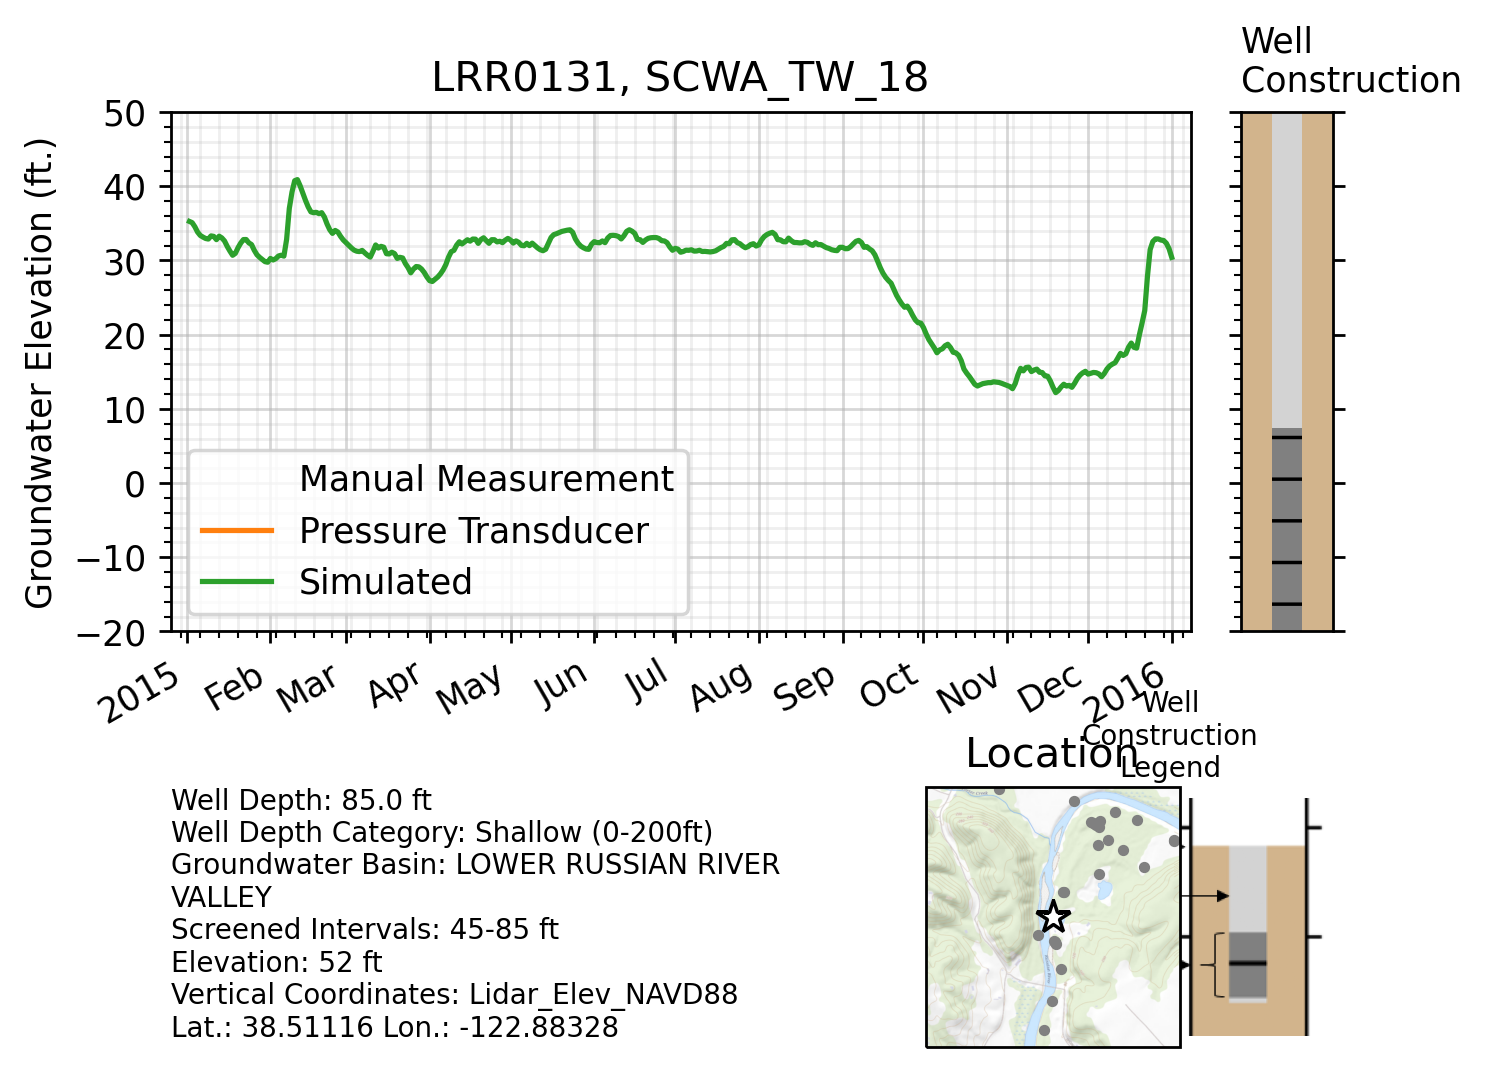 Well
Construction
LRR0131, SCWA_TW_18
Groundwater Elevation (ft.)
50
40
30
20
10
0
−10
−20
Manual Measurement
Pressure Transducer
Simulated
2015
Feb
Mar
Apr
May
Jun
Jul
Aug
Sep
Oct
Nov
Dec
2016
Well
Construction
Legend
Location
Well Depth: 85.0 ft
Well Depth Category: Shallow (0-200ft)
Groundwater Basin: LOWER RUSSIAN RIVER
VALLEY
Screened Intervals: 45-85 ft
Elevation: 52 ft
Vertical Coordinates: Lidar_Elev_NAVD88
Lat.: 38.51116 Lon.: -122.88328